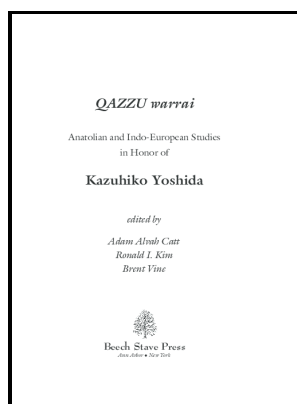 QAZZU warrai
Anatolian and Indo-European Studies
in Honor of
Kazuhiko Yoshida
edited by
Adam Alvah Catt
Ronald I. Kim
Brent Vine
Beech Stave Press
Ann Arbor • New York